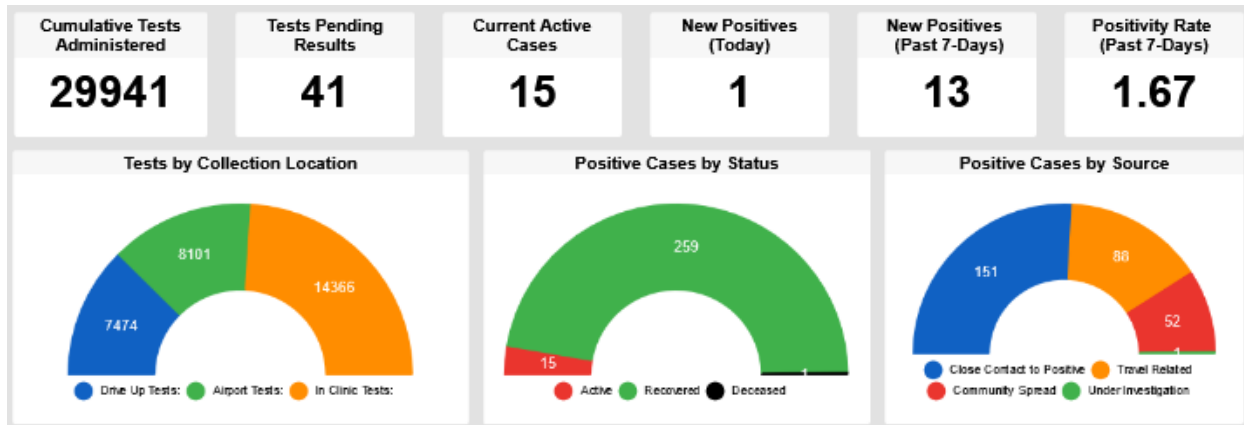 Cumulative Tests
Administered
29941
Tests Pending
Results
41
Current Active
Cases
15
New Positives
(Today)
1
New Positives
(Past 7-Days)
13
Positivity Rate
(Past 7-Days)
1.67
Tests by Collection Location
7474
8101
14366
Drive Up Tests: Airport Tests: In Clinic Tests:
Positive Cases by Status
259
15
1
Active Recovered Deceased
Positive Cases by Source
151
88
52
1
Close Contact to Positive Travel Related
Community Spread Under Investigation